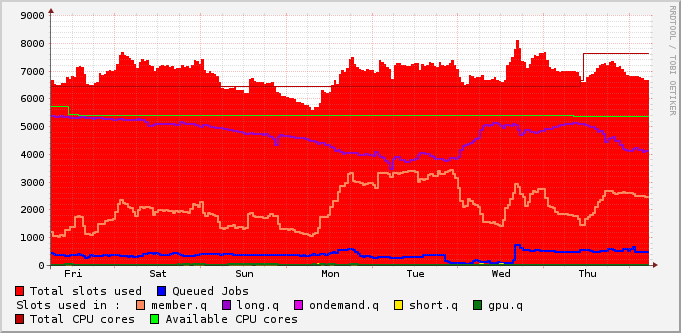 9000
8000
7000
6000
5000
4000
3000
2000
1000
0
Fri Sat Sun Mon Tue Wed Thu
RRDTOOL / TOBI OETIKER
Total slots used Queued Jobs
Slots used in : member.q long.q ondemand.q short.q gpu.q
Total CPU cores Available CPU cores